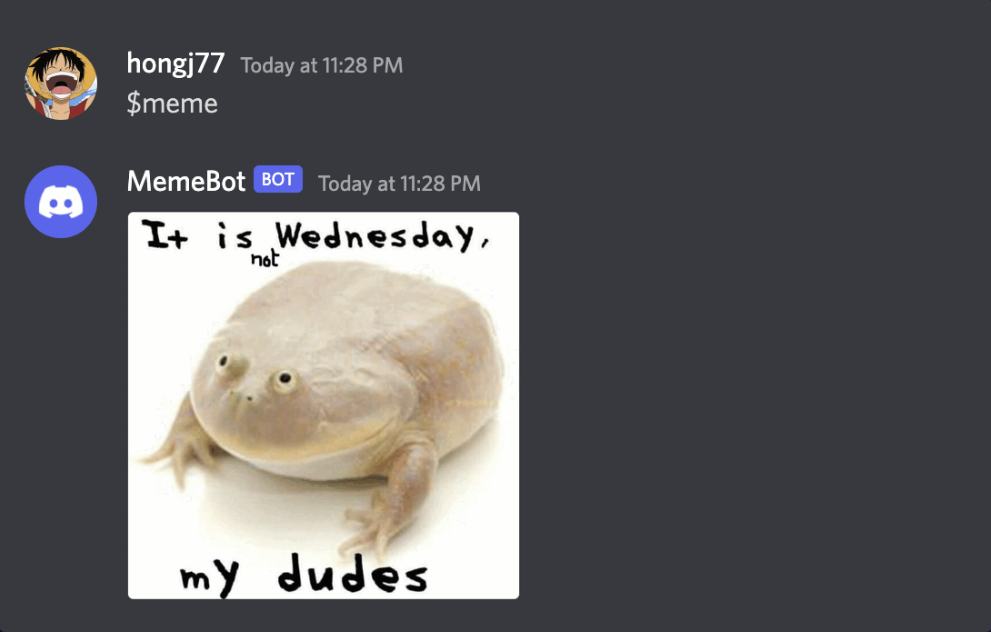 hongj77 Today at 11:28 PM
$meme
MemeBot BOT Today at 11:28 PM
It is Wednesday,
not
my dudes